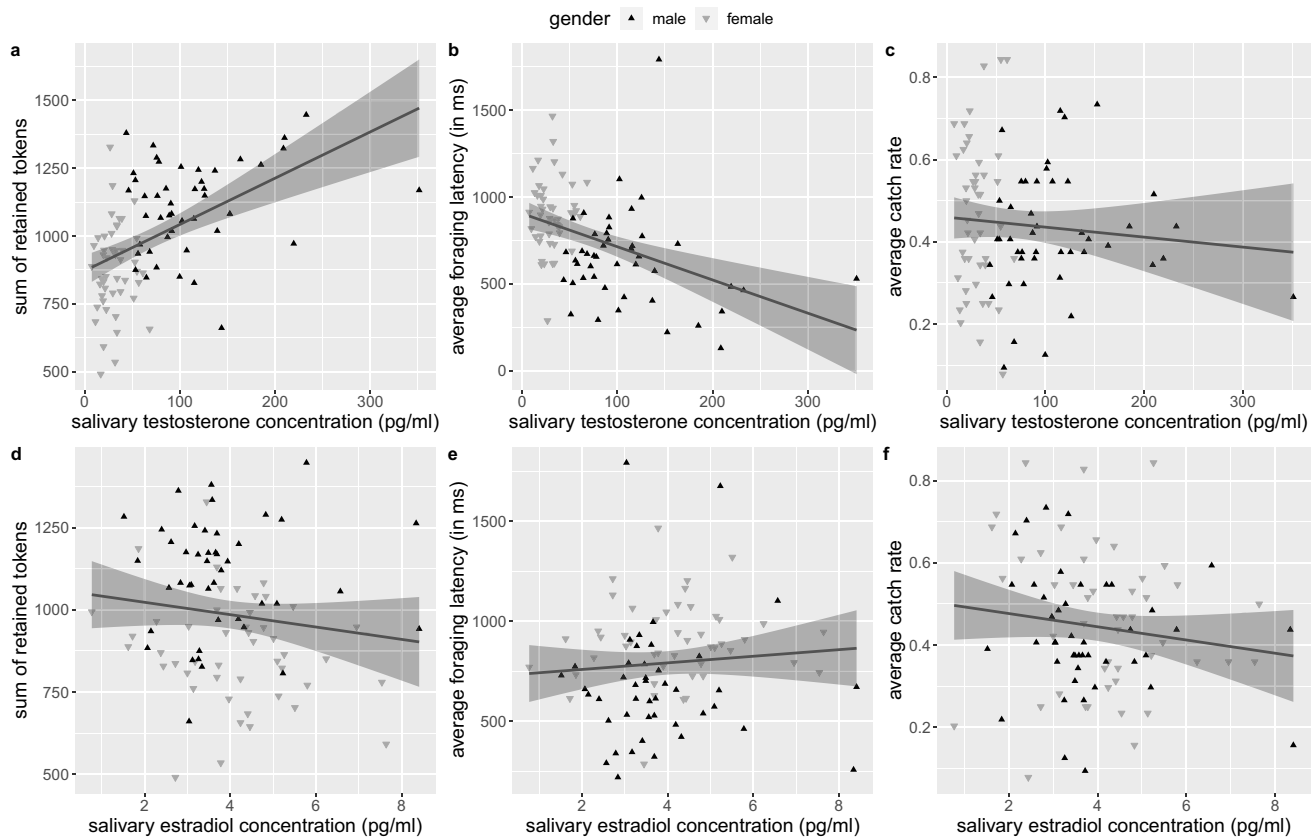 gender male female
a
b
c
sum of retained tokens
1500
1250
1000
750
500
0 100 200 300
salivary testosterone concentration (pg/ml)
average foraging latency (in ms)
1500
1000
500
0
0 100 200 300
salivary testosterone concentration (pg/ml)
average catch rate
0.8
0.6
0.4
0.2
0 100 200 300
salivary testosterone concentration (pg/ml)
d
e
f
sum of retained tokens
1250
1000
750
500
2 4 6 8
salivary estradiol concentration (pg/ml)
average foraging latency (in ms)
1500
1000
500
2 4 6 8
salivary estradiol concentration (pg/ml)
average catch rate
0.8
0.6
0.4
0.2
2 4 6 8
salivary estradiol concentration (pg/ml)